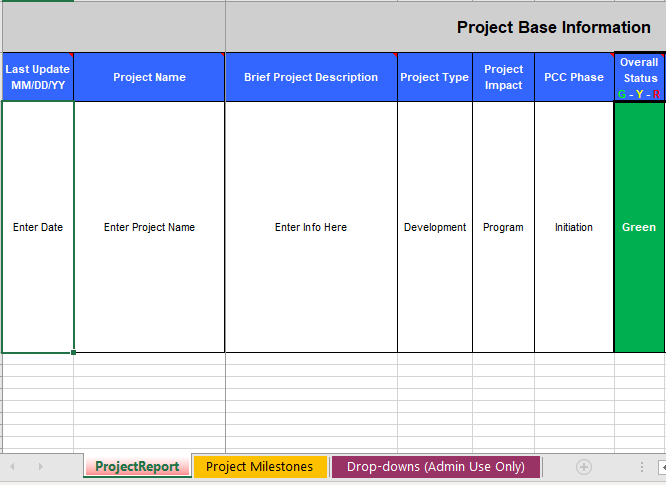 Project Base Information
Last Update
MM/DD/YY
Project Name
Brief Project Description
Project Type
Project
Impact
PCC Phase
Overall
Status
G - Y - R
Enter Date
Enter Project Name
Enter Info Here
Development
Program
Initiation
Green
ProjectReport
Project Milestones
Drop-downs (Admin Use Only)